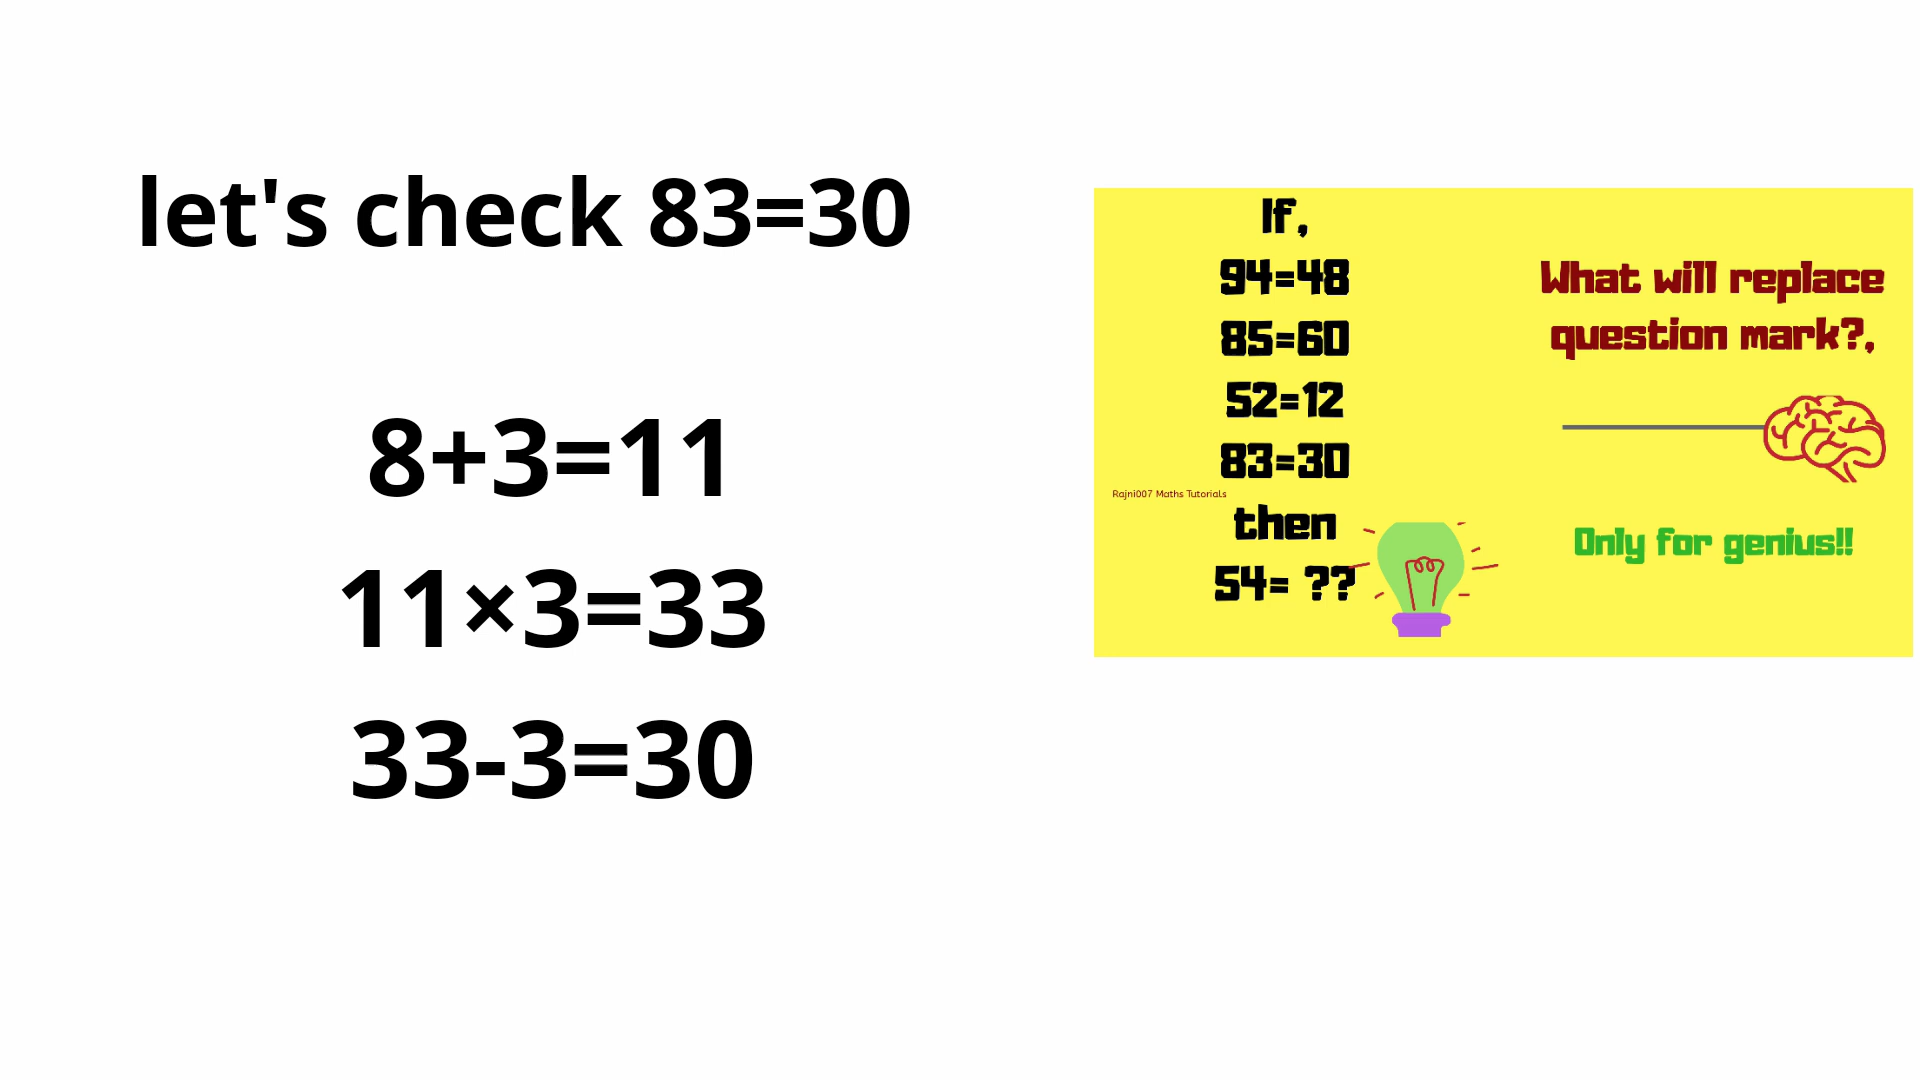 let's check 83=30
8+3=11
11×3=33
33-3=30
If,
94=48
85=60
52=12
83=30
then
54= ??
What will replace
question mark?,
Only for genius!!
Rajni007 Maths Tutorials